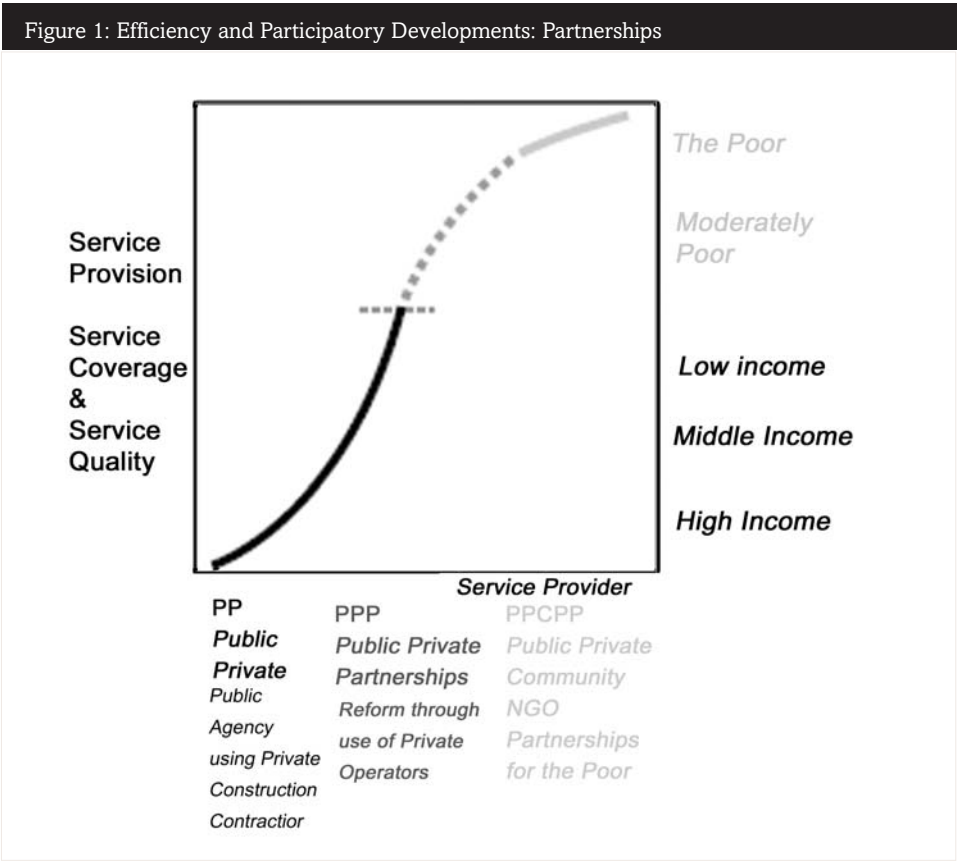 Figure 1: Efficiency and Participatory Developments: Partnerships
Service
Provision
Service
Coverage
&
Service
Quality
The Poor
Moderately
Poor
Low income
Middle Income
High Income
Service Provider
PP
Public
Private
Public
Agency
using Private
Construction
Contractior
PPP
Public Private
Partnerships
Reform through
use of Private
Operators
PPCPP
Public Private
Community
NGO
Partnerships
for the Poor